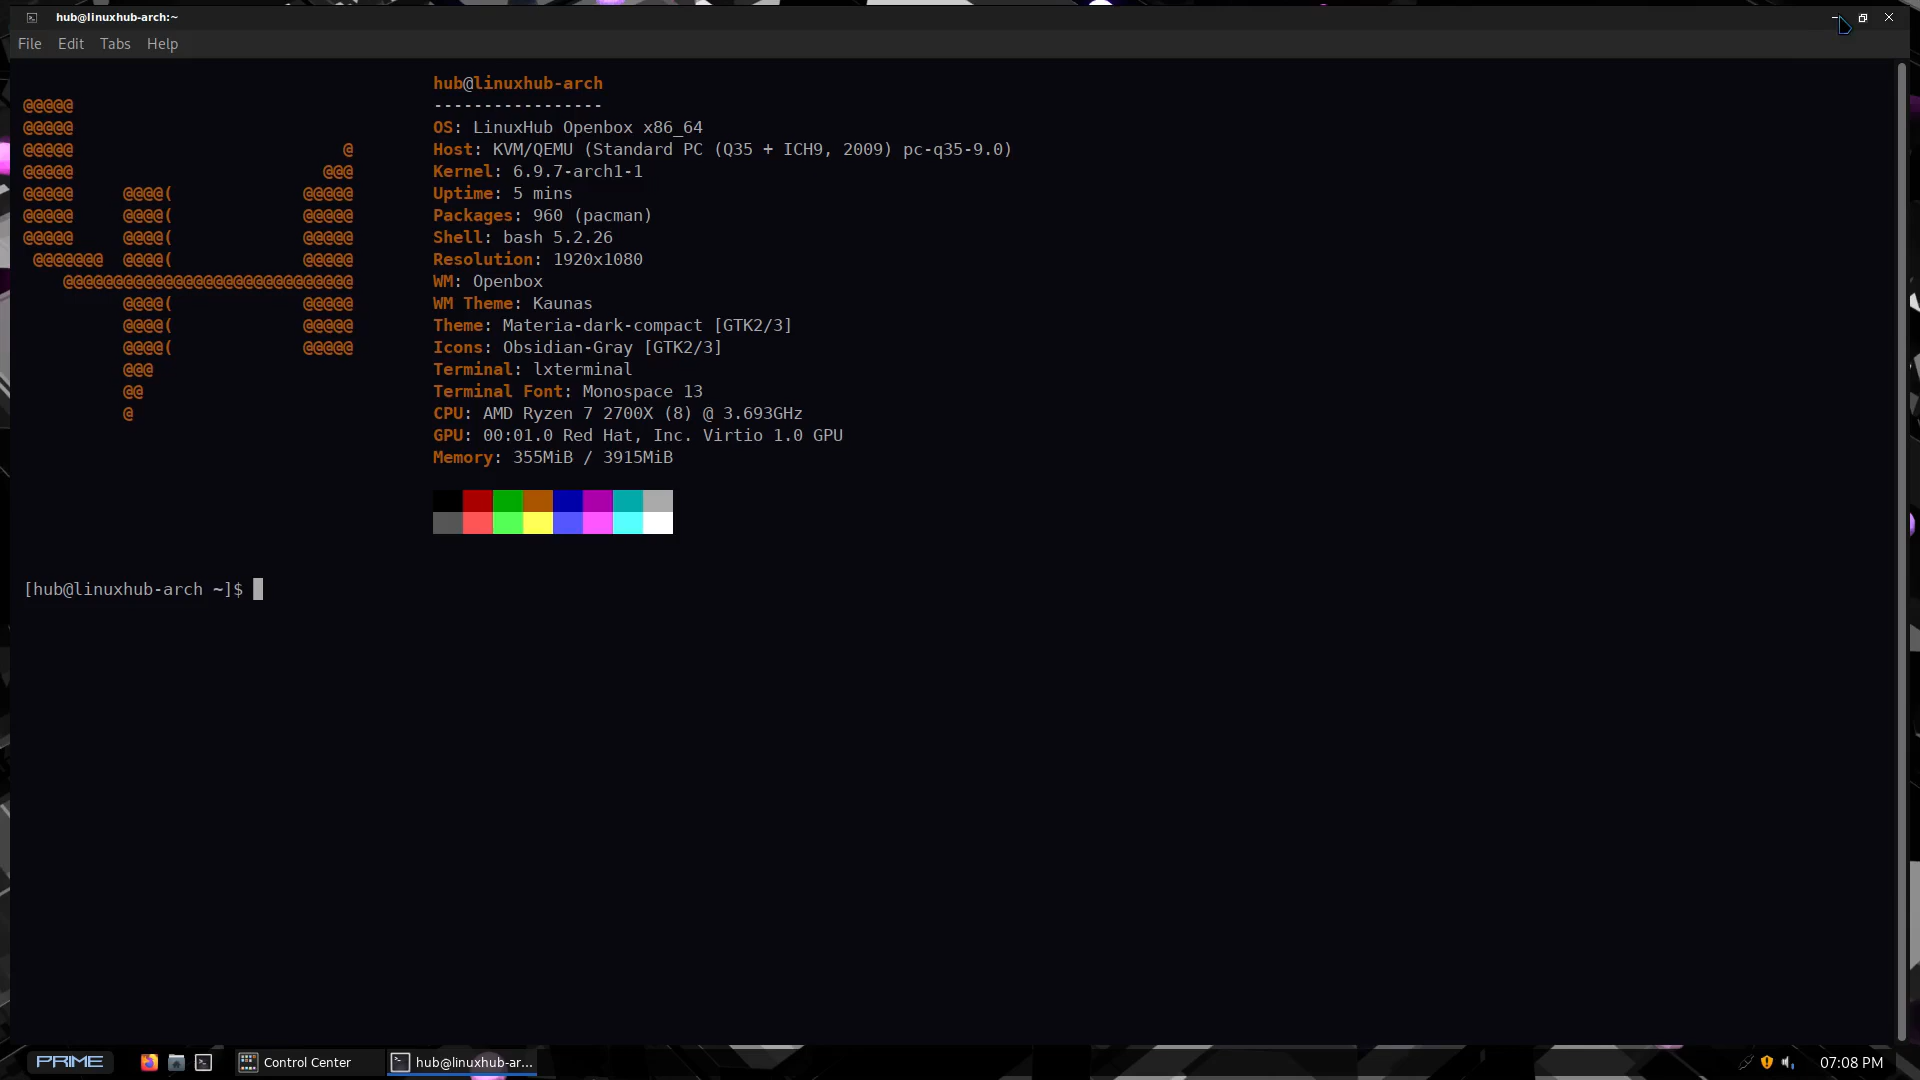 hub@linuxhub-arch:~
File Edit Tabs Help
hub@linuxhub-arch
-----------------
@@@@@
OS: LinuxHub Openbox x86_64
@@@@@
Host: KVM/QEMU (Standard PC (Q35 + ICH9, 2009) pc-q35-9.0)
@@@@@ @
Kernel: 6.9.7-arch1-1
@@@@@ @@@
Uptime: 5 mins
@@@@@ @@@@( @@@@@
Packages: 960 (pacman)
@@@@@ @@@@( @@@@@
Shell: bash 5.2.26
@@@@@ @@@@( @@@@@
Resolution: 1920x1080
@@@@@@@ @@@@( @@@@@
WM: Openbox
@@@@@@@@@@@@@@@@@@@@@@@@@@@@@
WM Theme: Kaunas
@@@@( @@@@@
Theme: Materia-dark-compact [GTK2/3]
@@@@( @@@@@
Icons: Obsidian-Gray [GTK2/3]
@@@@( @@@@@
Terminal: lxterminal
@@@
Terminal Font: Monospace 13
@@
CPU: AMD Ryzen 7 2700X (8) @ 3.693GHz
@
GPU: 00:01.0 Red Hat, Inc. Virtio 1.0 GPU
Memory: 355MiB / 3915MiB
[hub@linuxhub-arch ~]$
PRIME Control Center hub@linuxhub-ar... 07:08 PM